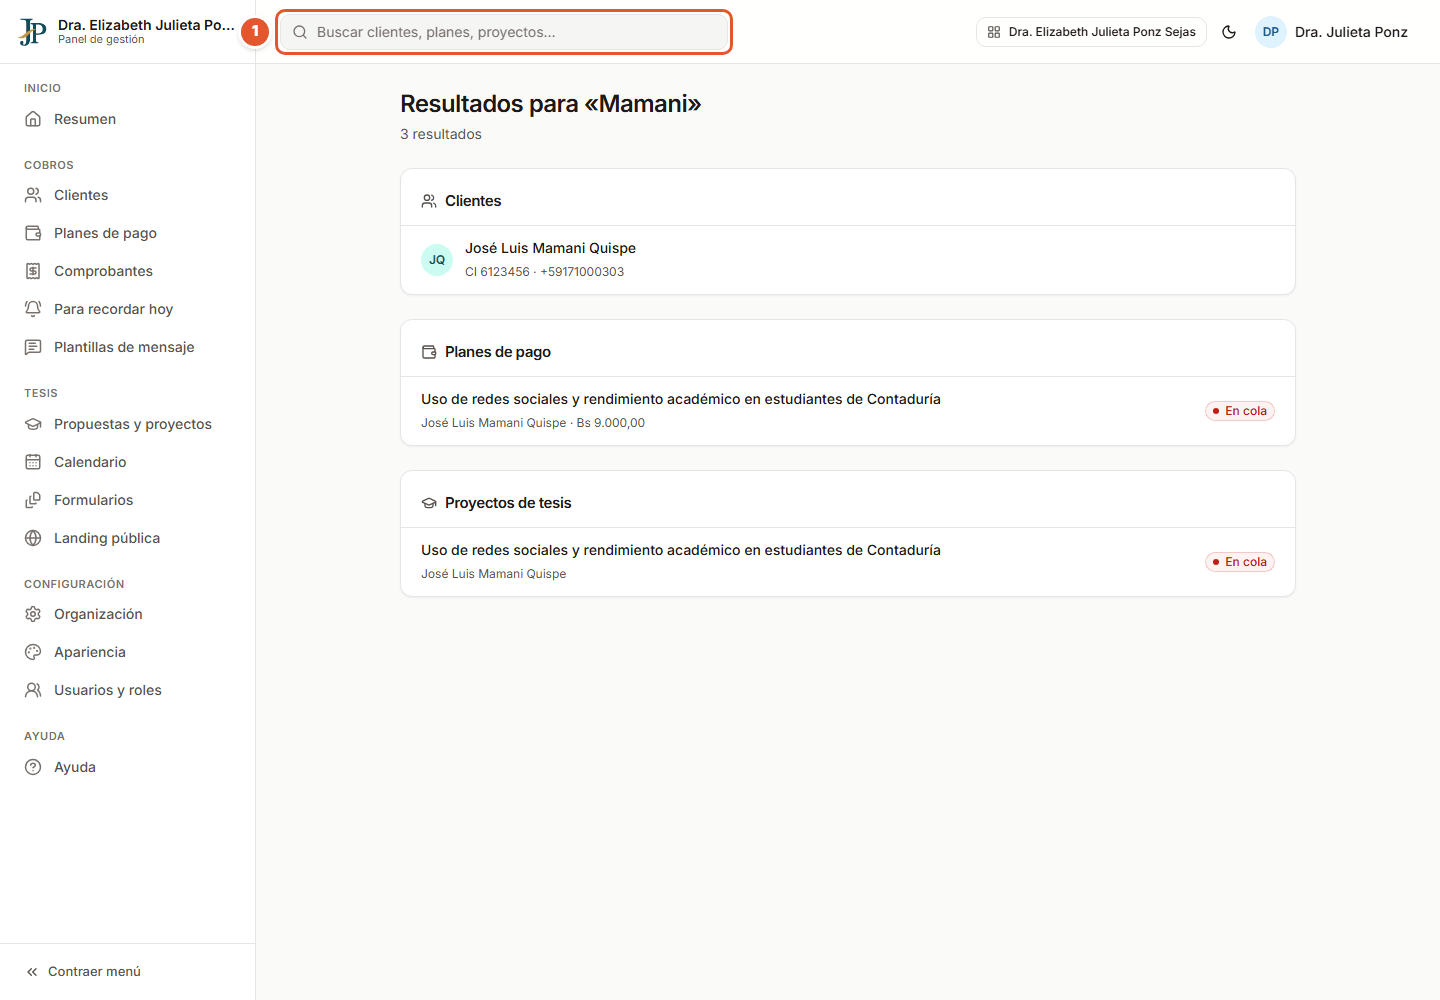 JP
Dra. Elizabeth Julieta Po...
Panel de gestión
1
Buscar clientes, planes, proyectos...
Dra. Elizabeth Julieta Ponz Sejas
DP
Dra. Julieta Ponz
INICIO
Resumen
COBROS
Clientes
Planes de pago
Comprobantes
Para recordar hoy
Plantillas de mensaje
TESIS
Propuestas y proyectos
Calendario
Formularios
Landing pública
CONFIGURACIÓN
Organización
Apariencia
Usuarios y roles
AYUDA
Ayuda
Contraer menú
Resultados para «Mamani»
3 resultados
Clientes
JQ
José Luis Mamani Quispe
CI 6123456 · +59171000303
Planes de pago
Uso de redes sociales y rendimiento académico en estudiantes de Contaduría
José Luis Mamani Quispe · Bs 9.000,00
En cola
Proyectos de tesis
Uso de redes sociales y rendimiento académico en estudiantes de Contaduría
José Luis Mamani Quispe
En cola